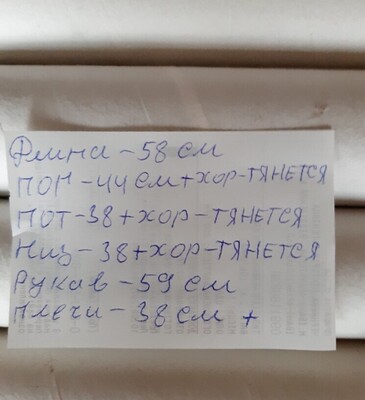 Длина - 58 см
ПОГ - 44 см + хор - тянется
ПОТ - 38 + хор - тянется
Низ - 38 + хор - тянется
Рукав - 59 см
Плечи - 38 см +